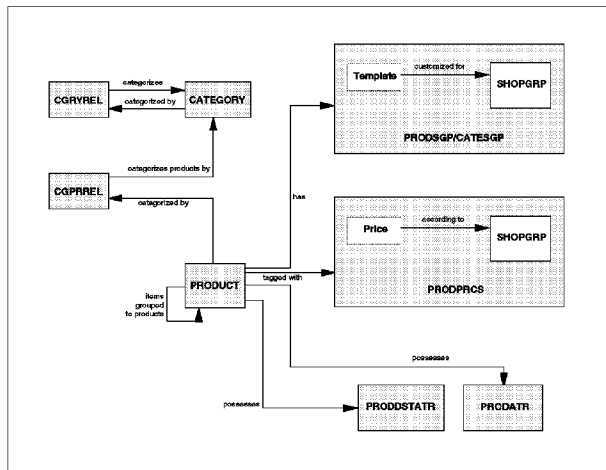 categorizes
CGRYREL
categorized by
CATEGORY
Template
customized for
SHOPGRP
PRODSGP/CATESGP
categorizes products by
CGPRREL
categorized by
has
Price
according to
SHOPGRP
PRODPRCS
PRODUCT
tagged with
items
grouped
to products
possesses
possesses
PRODDSTATR
PRODATR